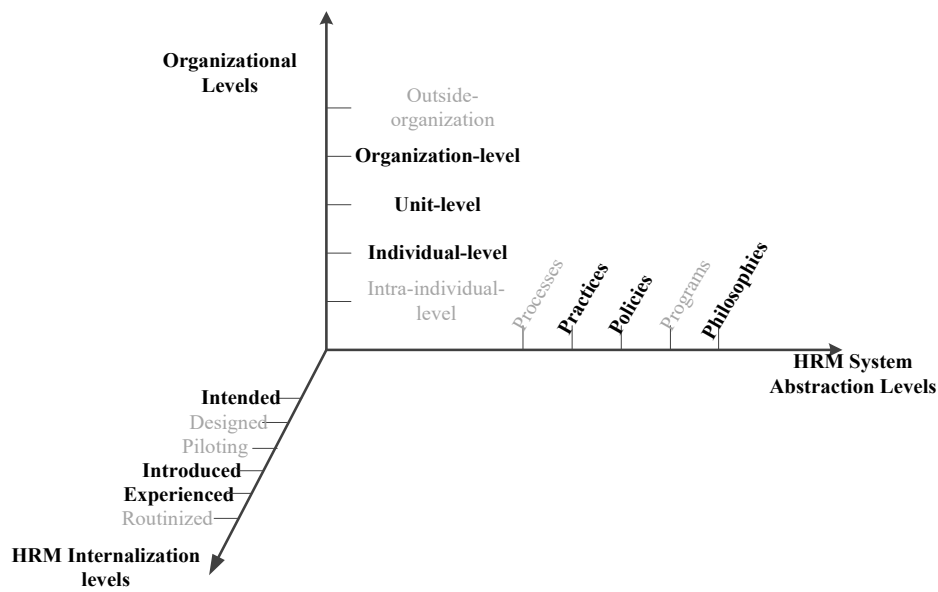 Organizational
Levels
Outside-
organization
Organization-level
Unit-level
Individual-level
Intra-individual-
level
Processes
Practices
Policies
Programs
Philosophies
HRM System
Abstraction Levels
Intended
Designed
Piloting
Introduced
Experienced
Routinized
HRM Internalization
levels